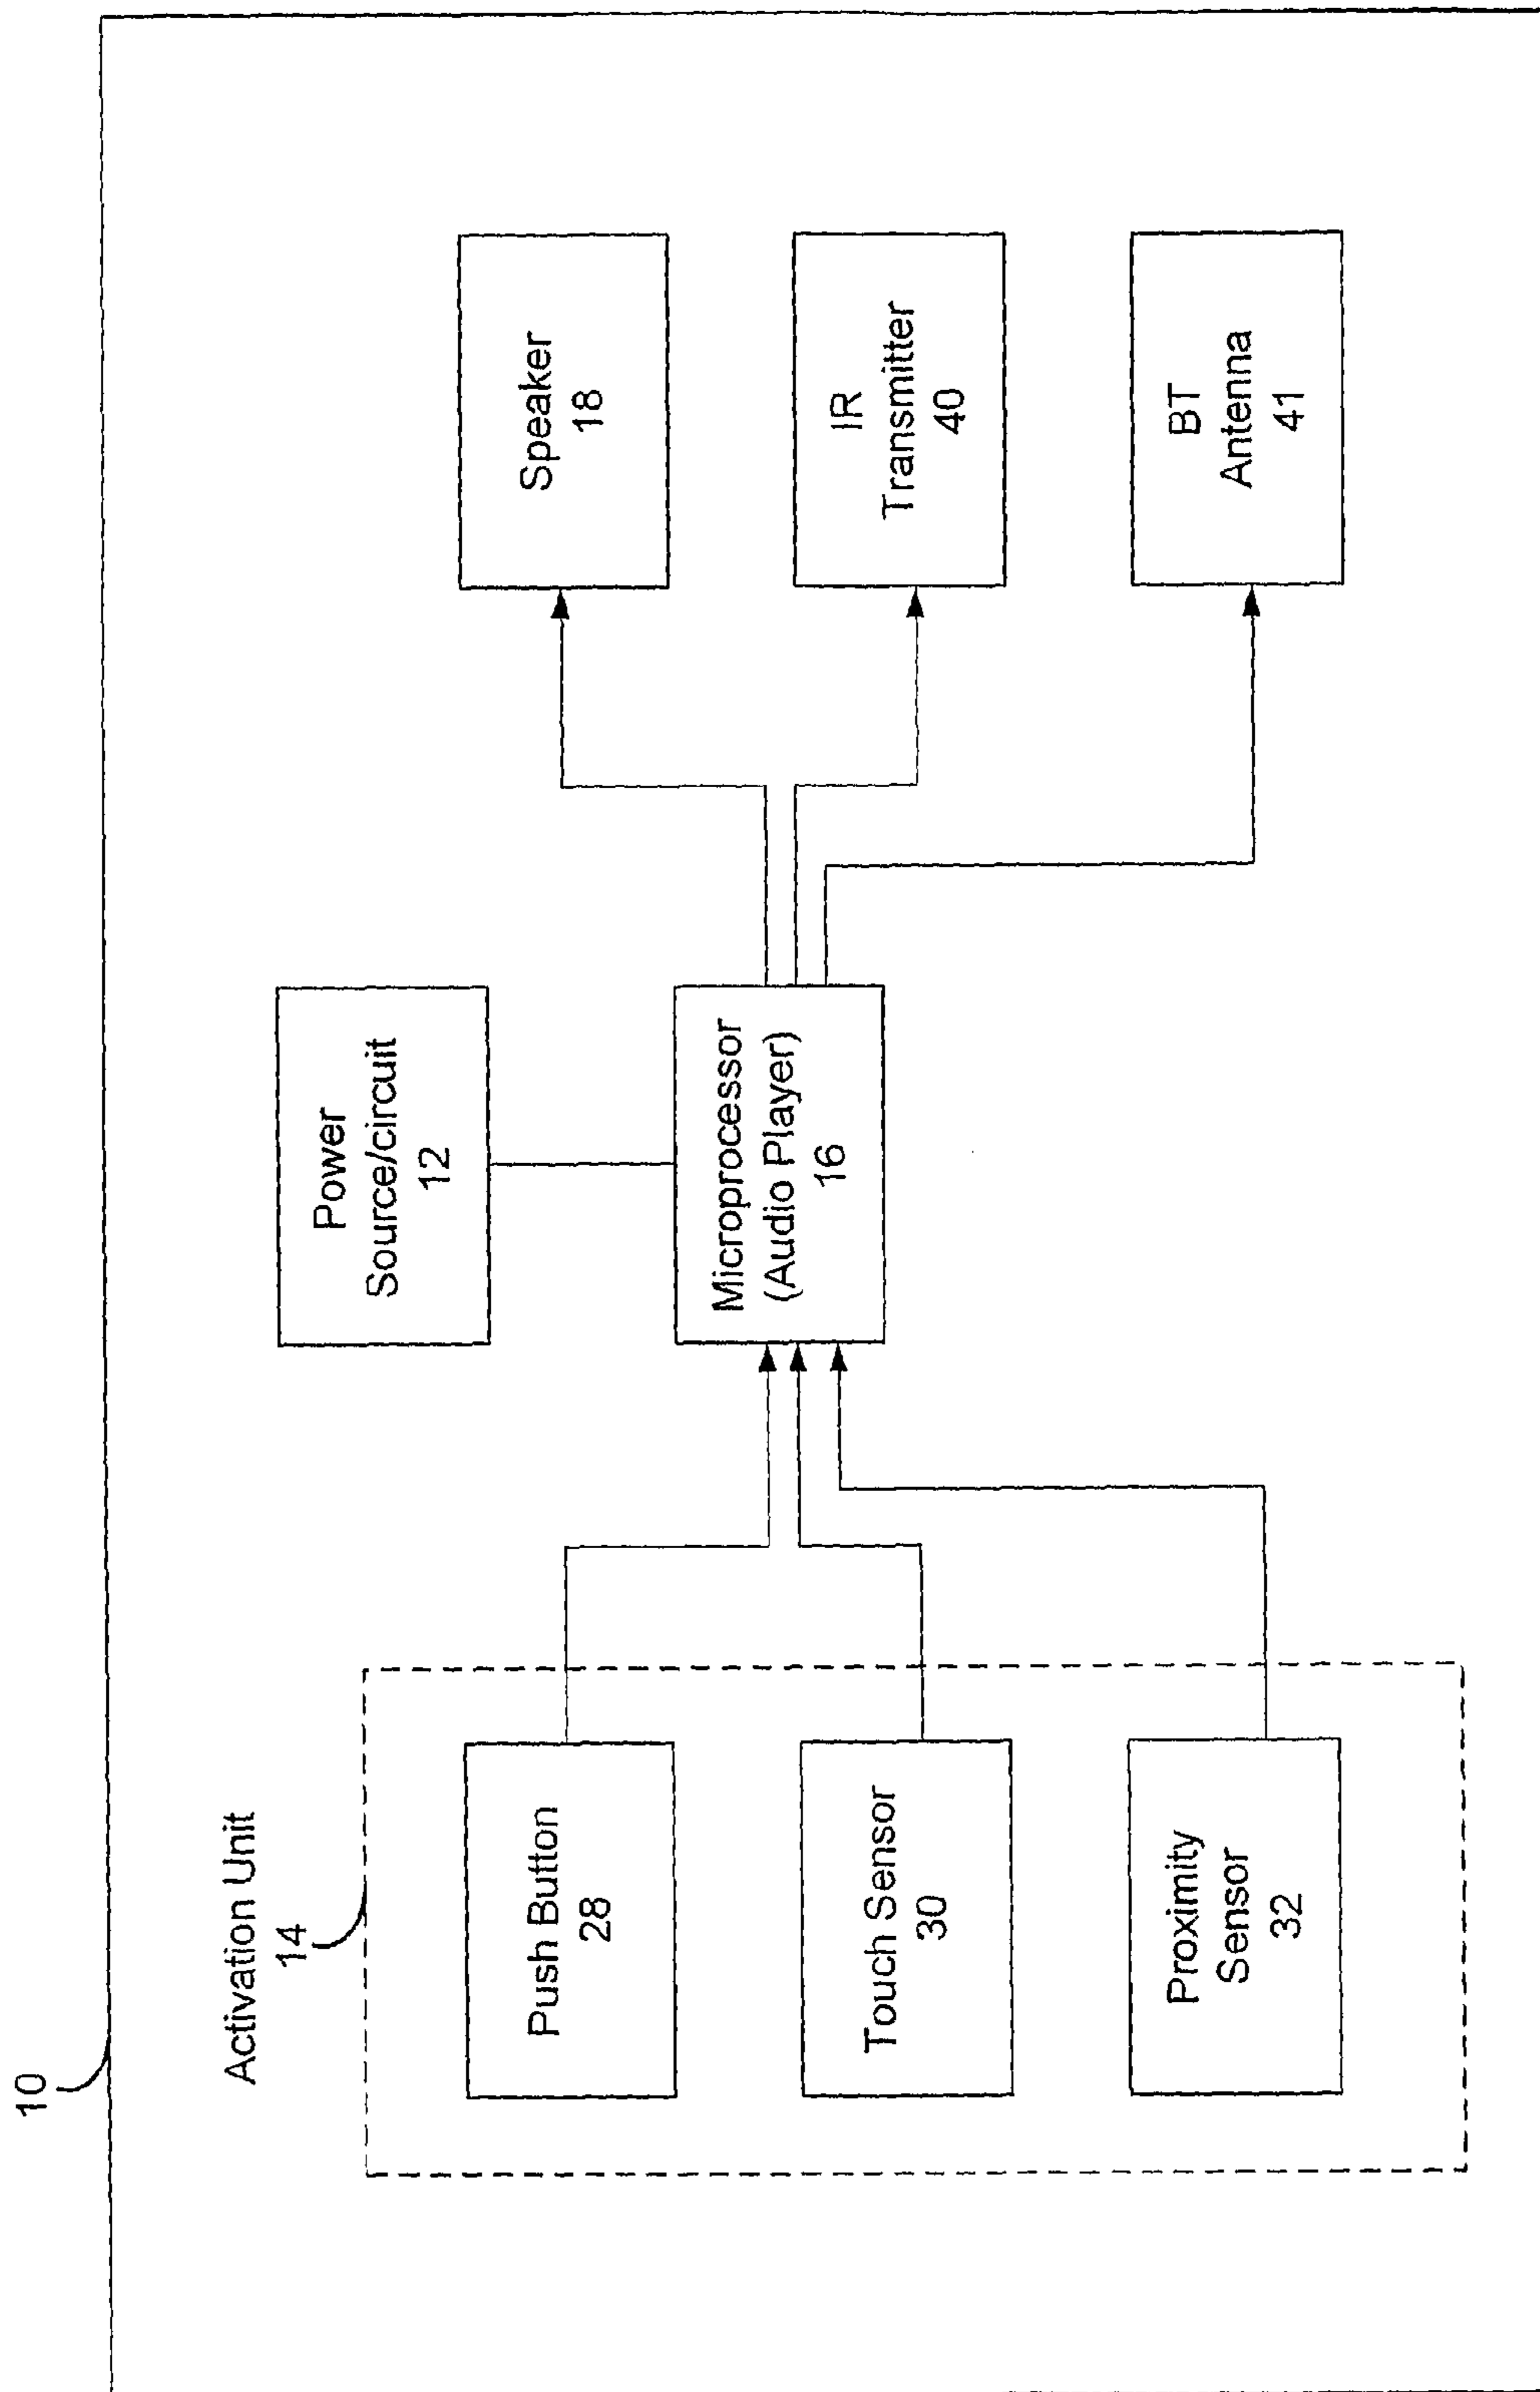 10
Activation Unit
14
Push Button
28
Touch Sensor
30
Proximity
Sensor
32
Power
Source/circuit
12
Microprocessor
(Audio Player)
16
Speaker
18
IR
Transmitter
40
BT
Antenna
41